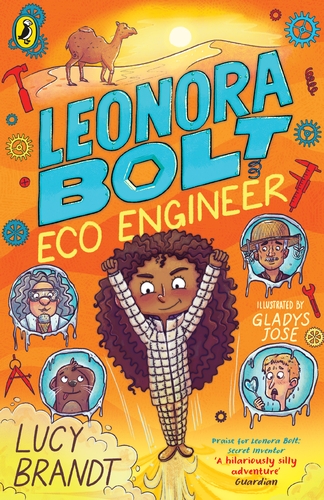 LEONORA
BOLT
ECO ENGINEER
ILLUSTRATED BY
GLADYS
JOSE
LUCY
BRANDT
Praise for Leonora Bolt:
Secret Inventor
'A hilariously silly
adventure'
Guardian